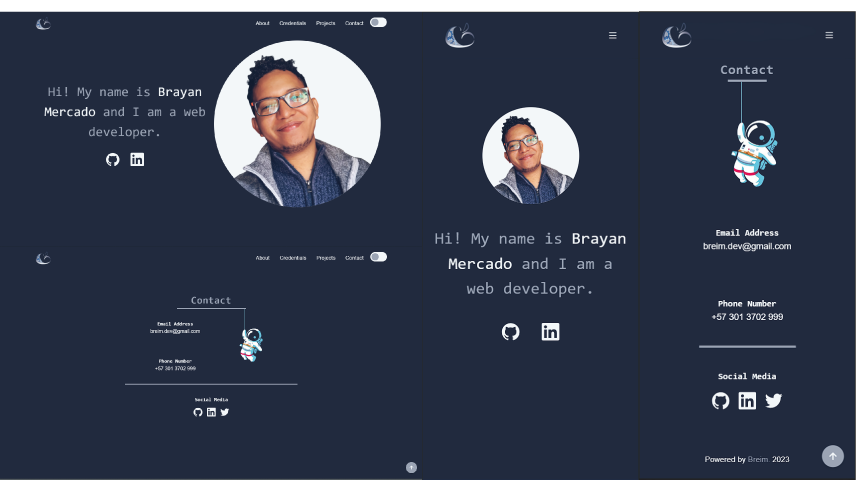 About Credentials Projects Contact
Hi! My name is Brayan
Mercado and I am a web
developer.
About Credentials Projects Contact
Contact
Email Address
breim.dev@gmail.com
Phone Number
+57 301 3702 999
Social Media
Hi! My name is Brayan
Mercado and I am a
web developer.
Contact
Email Address
breim.dev@gmail.com
Phone Number
+57 301 3702 999
Social Media
Powered by Breim. 2023